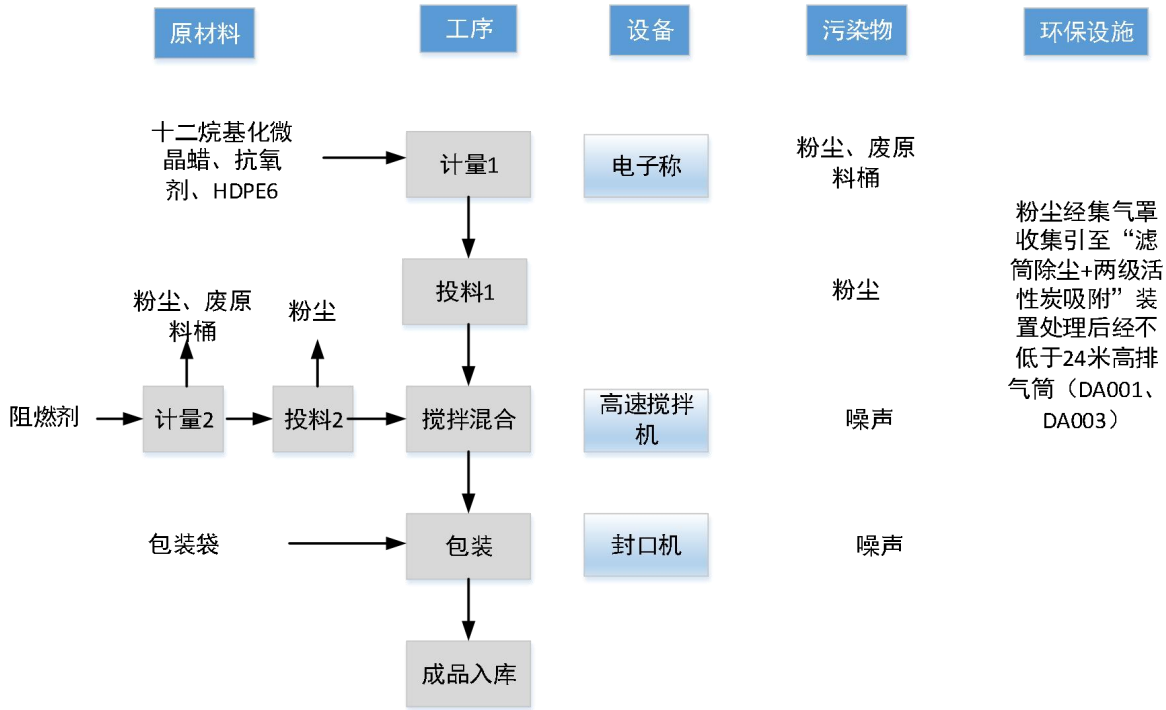 原材料
工序
设备
污染物
环保设施
十二烷基化微
晶蜡、抗氧
剂、HDPE6
计量1
电子称
粉尘、废原
料桶
投料1
粉尘
粉尘经集气罩
收集引至“滤
筒除尘+两级活
性炭吸附”装
置处理后经不
低于24米高排
气筒（DA001、
DA003）
粉尘、废原
料桶
粉尘
阻燃剂
计量2
投料2
搅拌混合
高速搅拌
机
噪声
包装袋
包装
封口机
噪声
成品入库